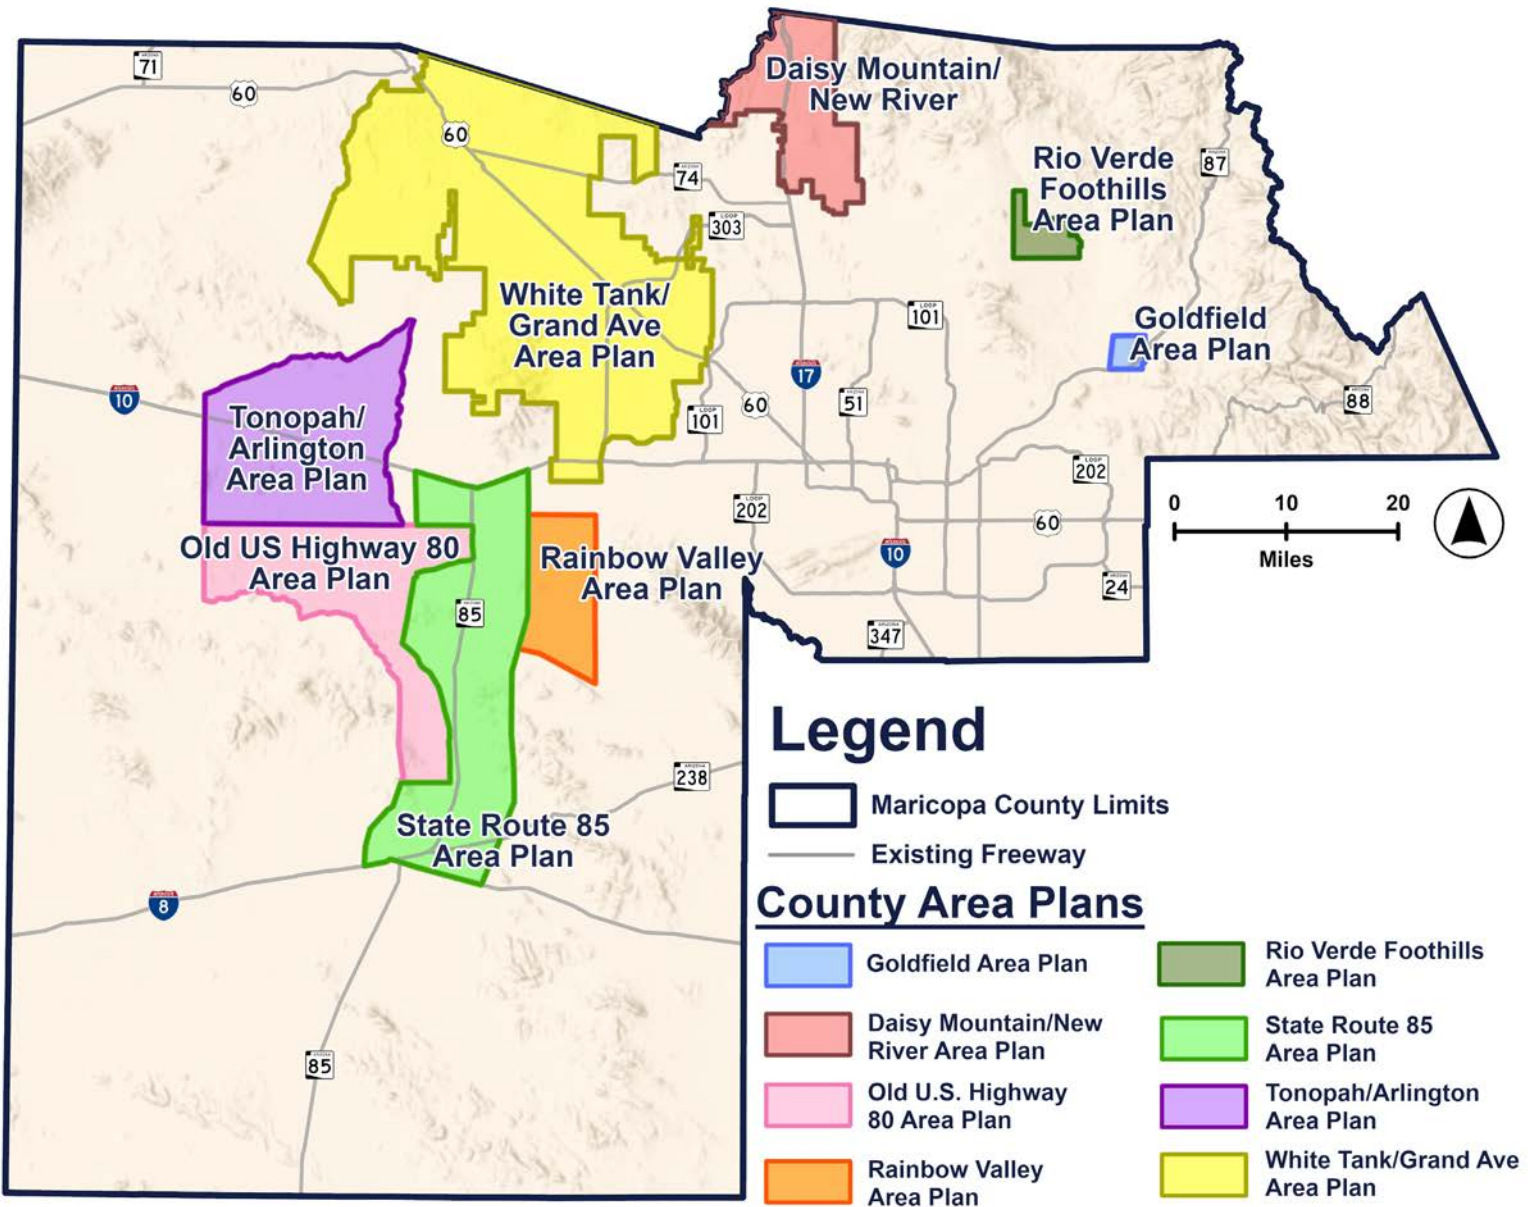 71
60
60
Daisy Mountain/
New River
74
LOOP
303
Rio Verde
Foothills
Area Plan
87
White Tank/
Grand Ave
Area Plan
LOOP
101
Goldfield
Area Plan
10
17
51
60
LOOP
101
88
Tonopah/
Arlington
Area Plan
LOOP
202
LOOP
202
60
0 10 20
Miles
Old US Highway 80
Area Plan
Rainbow Valley
Area Plan
10
24
85
347
238
State Route 85
Area Plan
8
85
Legend
Maricopa County Limits
Existing Freeway
County Area Plans
Goldfield Area Plan
Daisy Mountain/New
River Area Plan
Old U.S. Highway
80 Area Plan
Rainbow Valley
Area Plan
Rio Verde Foothills
Area Plan
State Route 85
Area Plan
Tonopah/Arlington
Area Plan
White Tank/Grand Ave
Area Plan